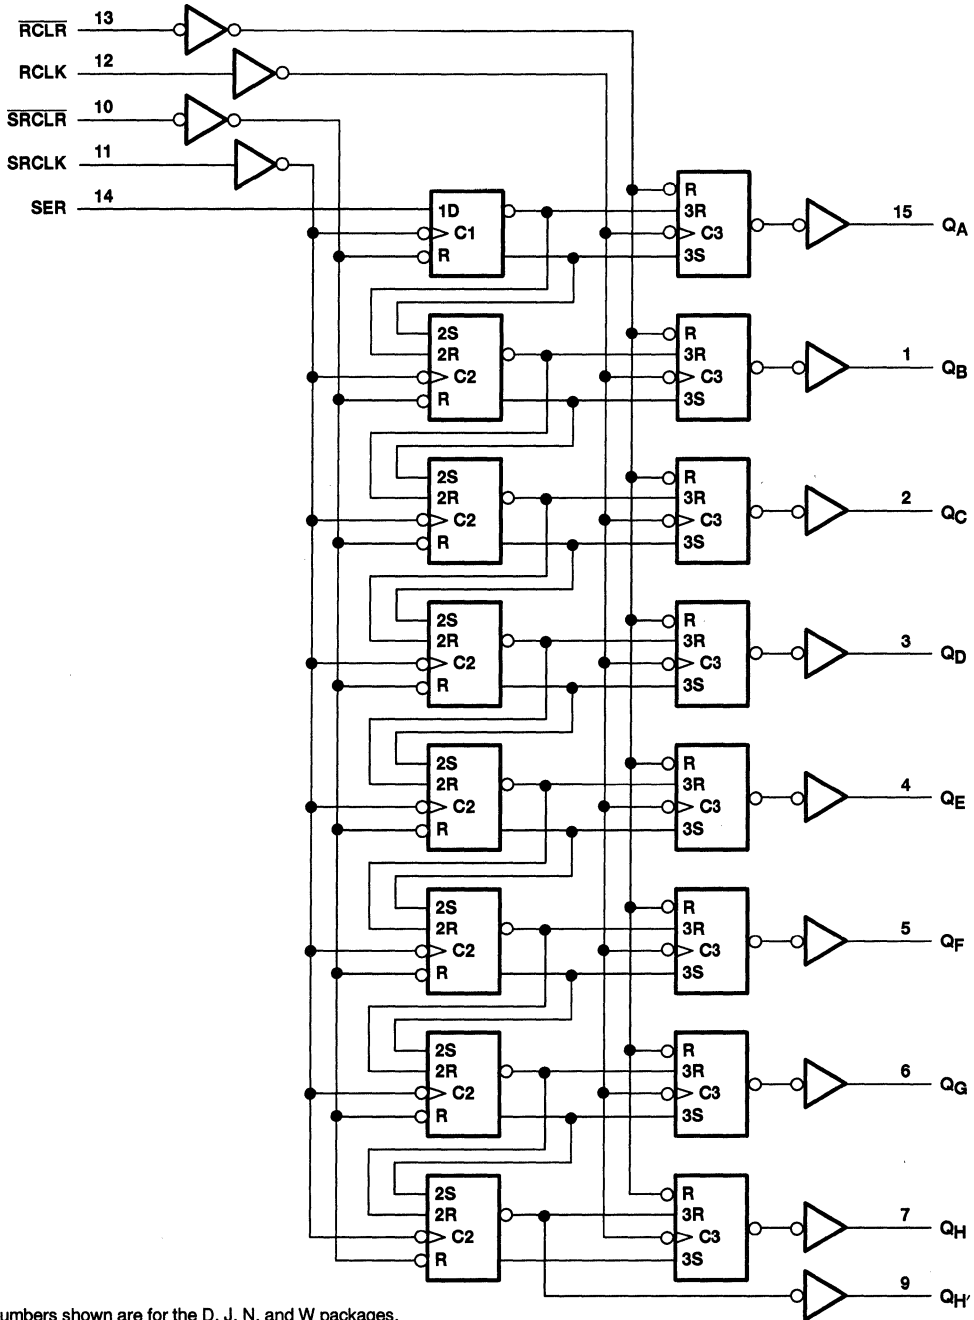 RCLR 13
RCLK 12
SRCLR 10
SRCLK 11
SER 14
1D
C1
R
R
3R
C3
3S
15 QA
2S
2R
C2
R
R
3R
C3
3S
1 QB
2S
2R
C2
R
R
3R
C3
3S
2 QC
2S
2R
C2
R
R
3R
C3
3S
3 QD
2S
2R
C2
R
R
3R
C3
3S
4 QE
2S
2R
C2
R
R
3R
C3
3S
5 QF
2S
2R
C2
R
R
3R
C3
3S
6 QG
2S
2R
C2
R
R
3R
C3
3S
7 QH
9 QH′
umbers shown are for the D, J, N, and W packages.